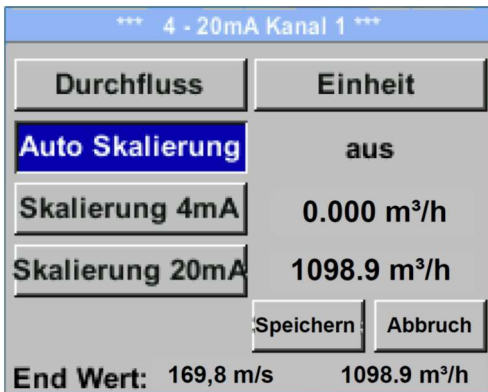 *** 4 - 20mA Kanal 1 ***
Durchfluss Einheit
Auto Skalierung aus
Skalierung 4mA 0.000 m³/h
Skalierung 20mA 1098.9 m³/h
Speichern Abbruch
End Wert: 169,8 m/s 1098.9 m³/h